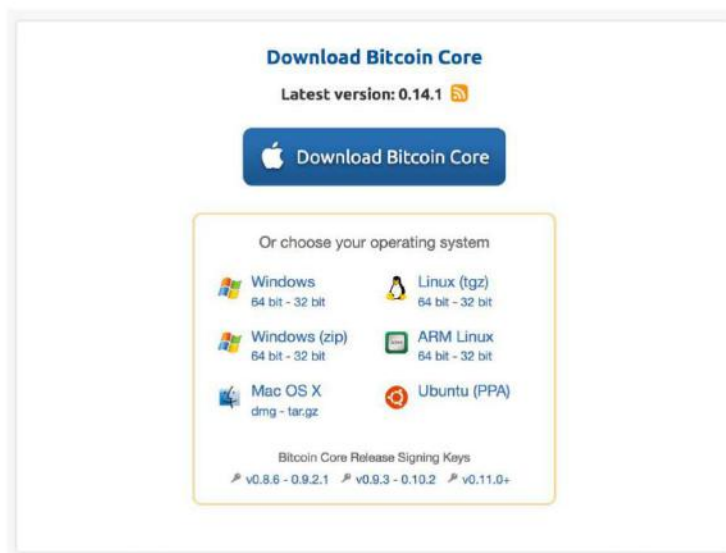 Download Bitcoin Core
Latest version: 0.14.1
Download Bitcoin Core
Or choose your operating system
Windows
64 bit - 32 bit
Linux (tgz)
64 bit - 32 bit
Windows (zip)
64 bit - 32 bit
ARM Linux
64 bit - 32 bit
Mac OS X
dmg - tar.gz
Ubuntu (PPA)
Bitcoin Core Release Signing Keys
v0.8.6 - 0.9.2.1 v0.9.3 - 0.10.2 v0.11.0+